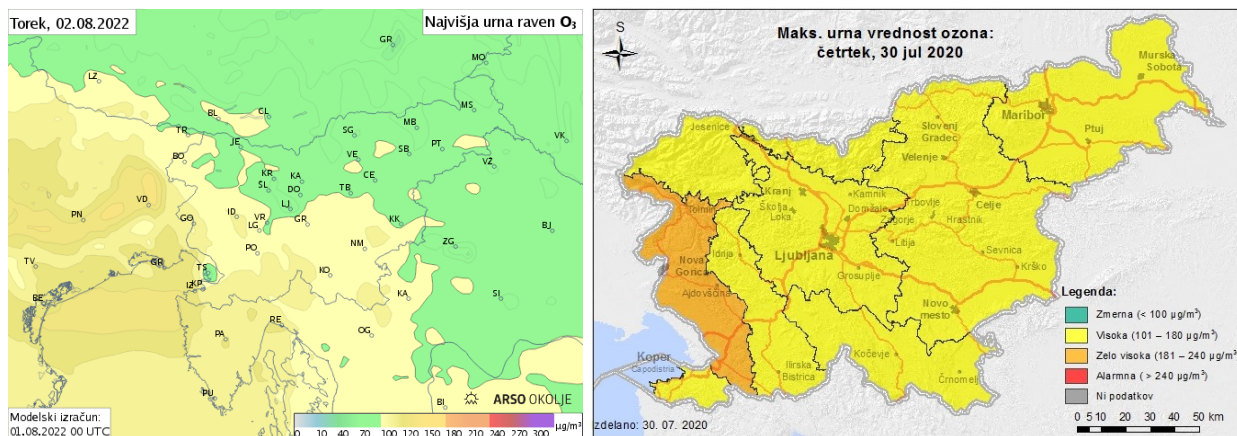 Torek, 02.08.2022
Najvišja urna raven O₃
GR
MO
LZ
BL
CL
MS
TR
JE
SG
MB
VK
BO
VE
SB
PT
VZ
KR
KA
CE
SL
DO
TB
VD
LJ
PN
GO
ID
VR
GR
KK
BJ
LG
PO
NM
ZG
TV
GR
TS
KO
IZ
KP
BE
KA
SI
PA
RE
OG
PU
BI
ARSO OKOLJE
Modelski izračun:
01.08.2022 00 UTC
0 10 40 70 100 120 150 180 210 240 270 300 µg/m³
S
Maks. urna vrednost ozona:
četrtek, 30 jul 2020
Murska
Sobota
Jesenice
Slovenj
Gradec
Maribor
Ptuj
Velenje
Kranj
Kamnik
Celje
Tolmin
Škofja
Loka
Domžale
Trbovlje
Zagorje
Hrastnik
Litija
Idrija
Ljubljana
Sevnica
Nova
Gorica
Grosuplje
Krško
Ajdovščina
Novo
mesto
Koper
Capodistria
Ilirska
Bistrica
Kočevje
Črnomelj
Legenda:
Zmerna (< 100 µg/m³)
Visoka (101 – 180 µg/m³)
Zelo visoka (181 – 240 µg/m³)
Alarmna (> 240 µg/m³)
Ni podatkov
0 5 10 20 30 40 50 km
zdelano: 30. 07. 2020